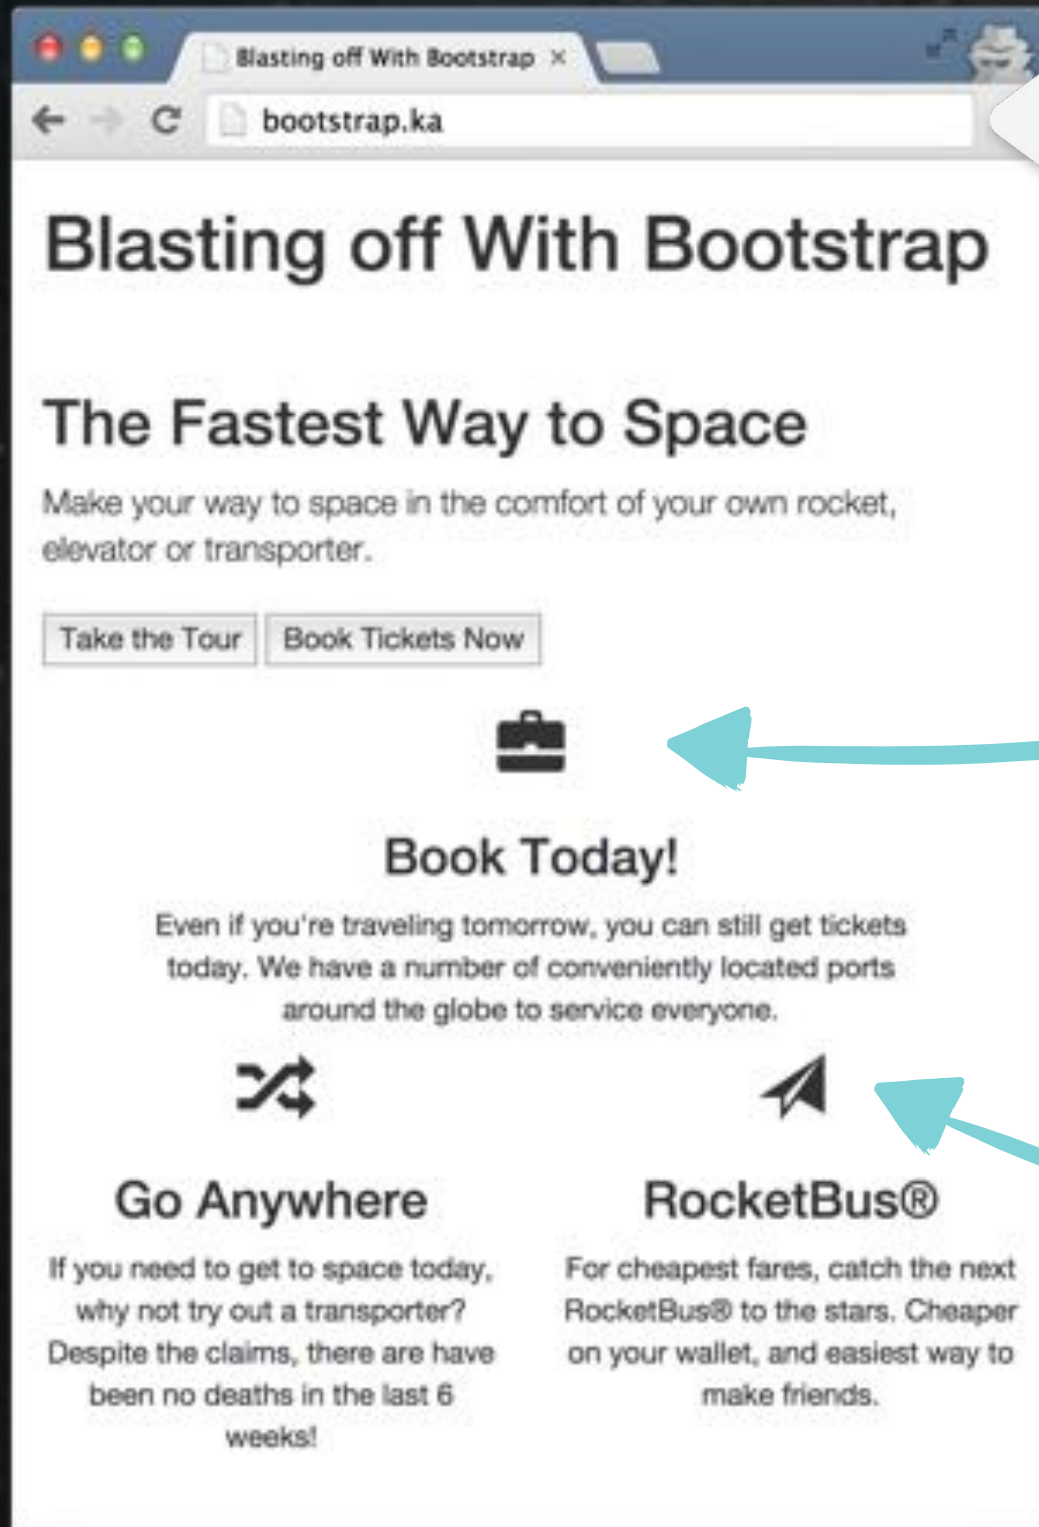 Blasting off With Bootstrap
bootstrap.ka
Blasting off With Bootstrap
The Fastest Way to Space
Make your way to space in the comfort of your own rocket,
elevator or transporter.
Take the Tour Book Tickets Now
Book Today!
Even if you're traveling tomorrow, you can still get tickets
today. We have a number of conveniently located ports
around the globe to service everyone.
Go Anywhere
If you need to get to space today,
why not try out a transporter?
Despite the claims, there are have
been no deaths in the last 6
weeks!
RocketBus®
For cheapest fares, catch the next
RocketBus® to the stars. Cheaper
on your wallet, and easiest way to
make friends.